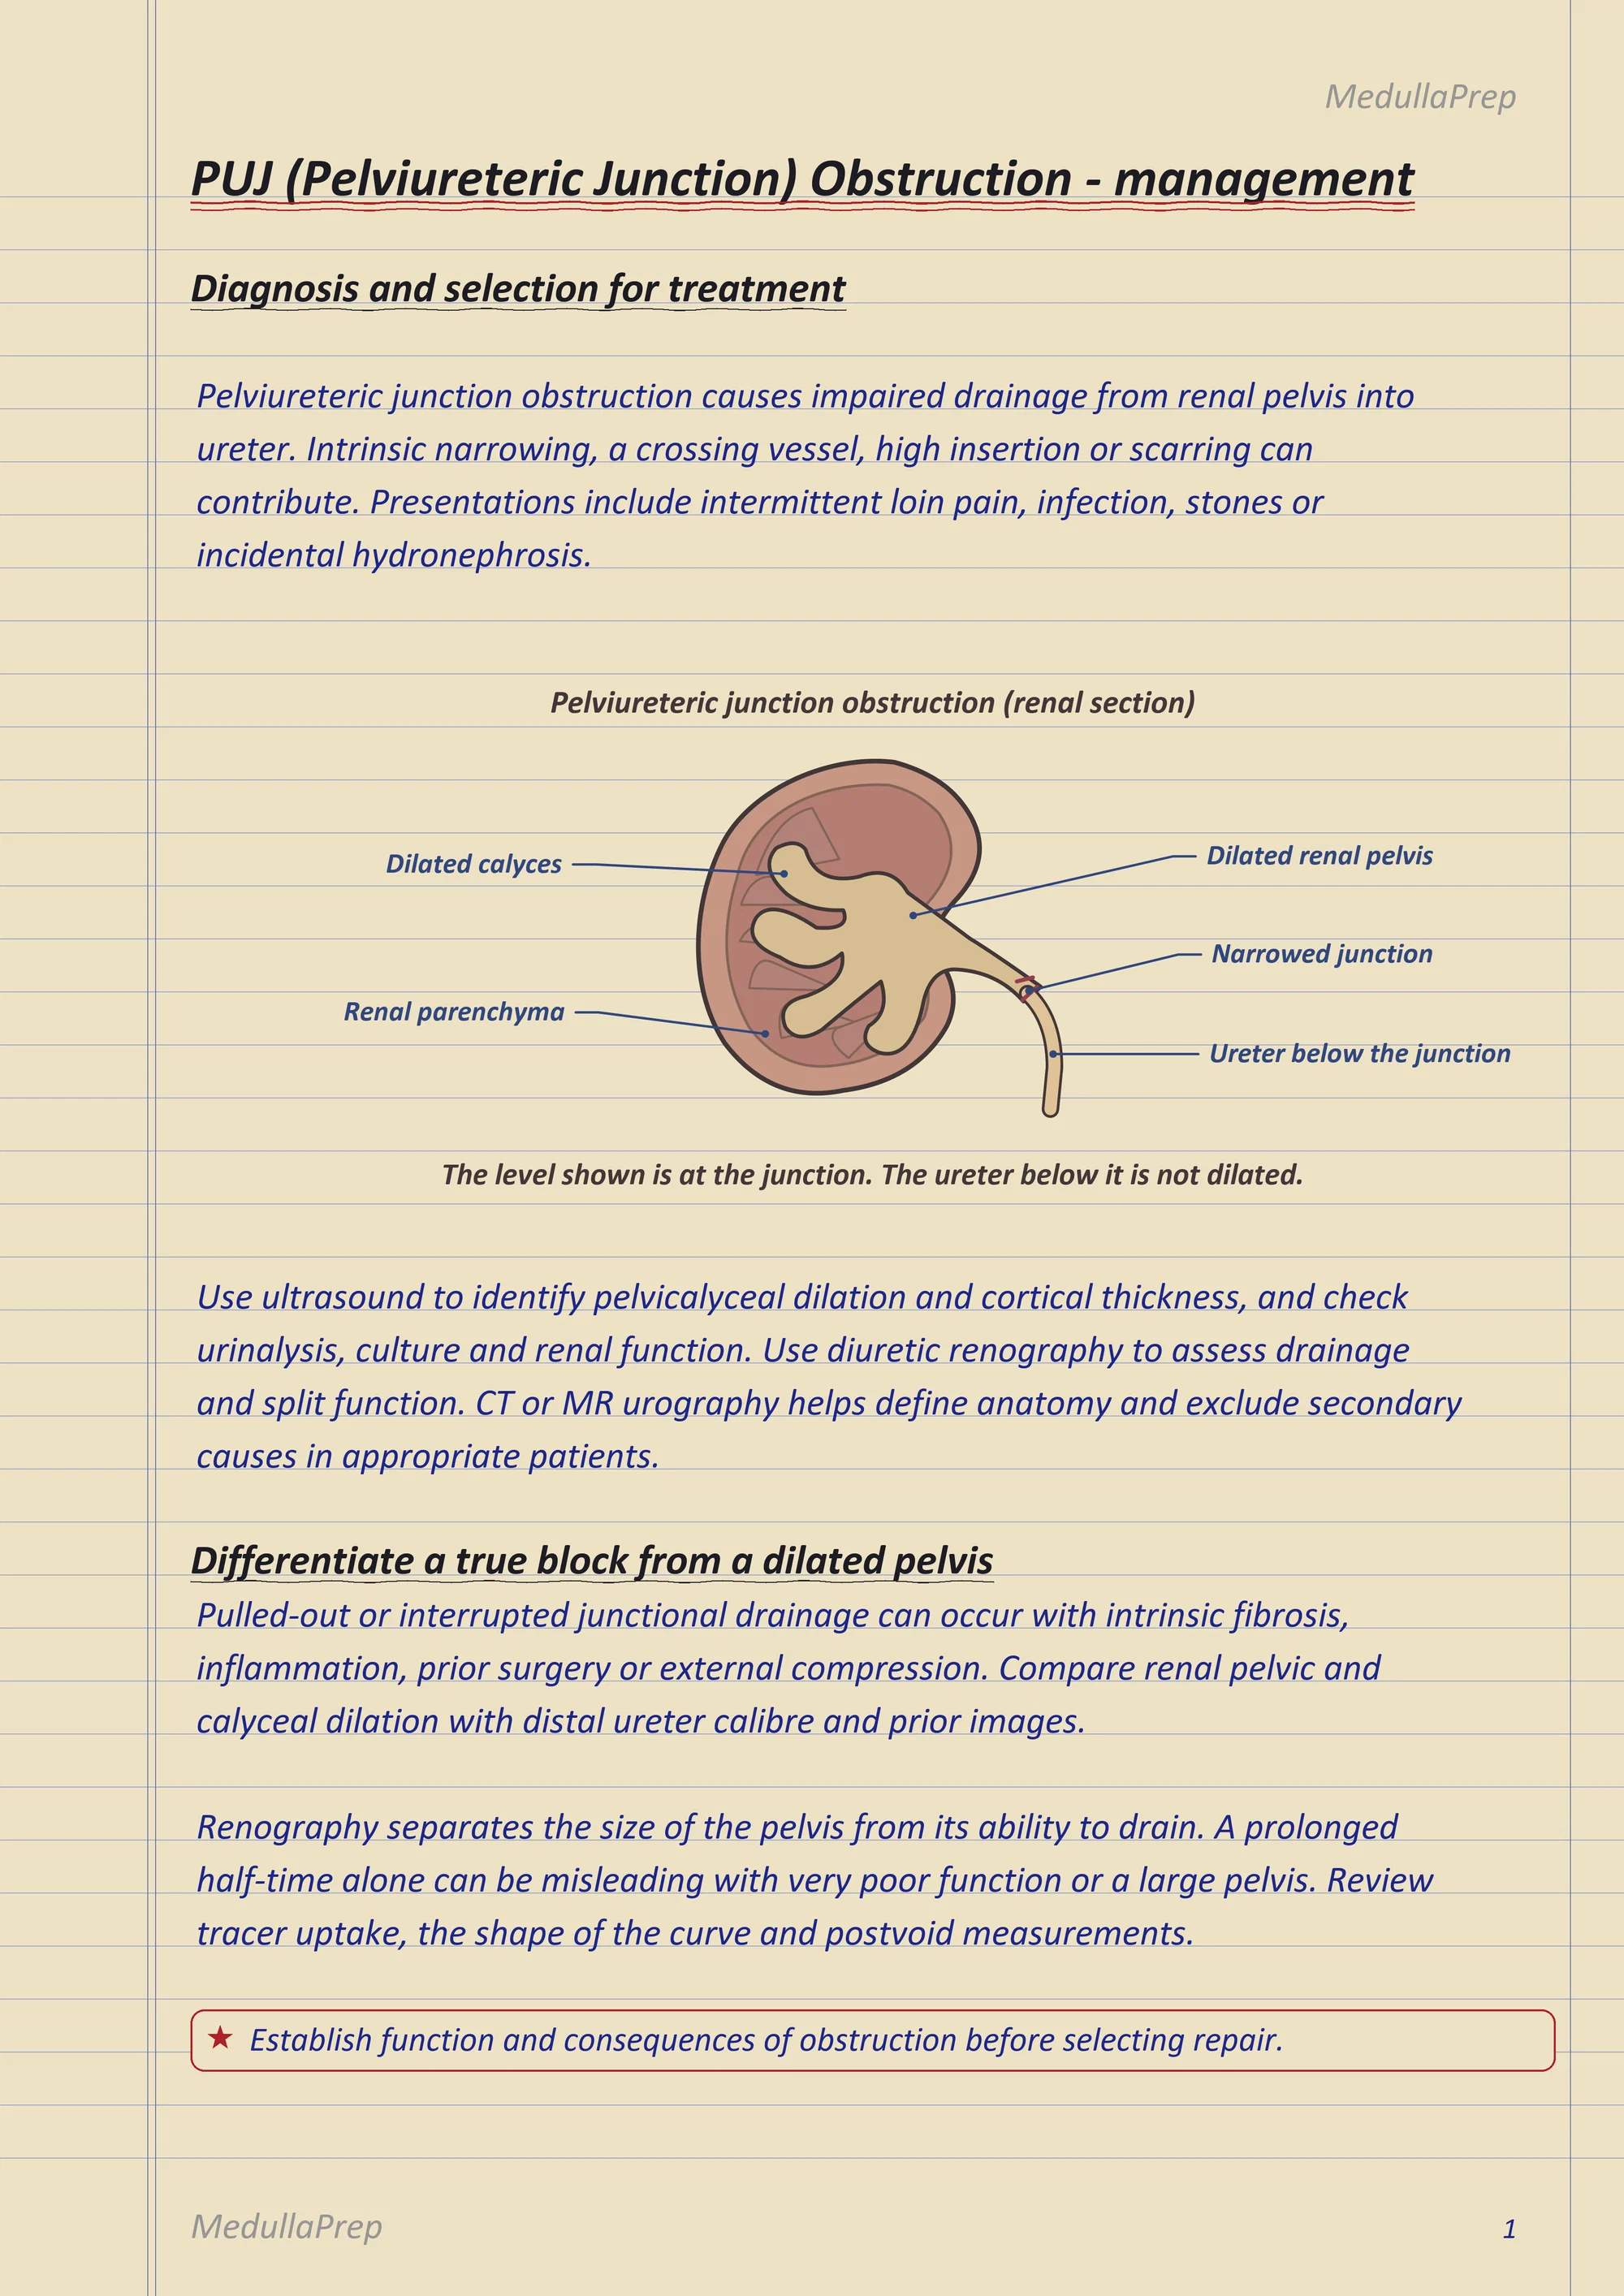 MedullaPrep
PUJ (Pelviureteric Junction) Obstruction - management
Diagnosis and selection for treatment
Pelviureteric junction obstruction causes impaired drainage from renal pelvis into
ureter. Intrinsic narrowing, a crossing vessel, high insertion or scarring can
contribute. Presentations include intermittent loin pain, infection, stones or
incidental hydronephrosis.
Pelviureteric junction obstruction (renal section)
Dilated calyces
Dilated renal pelvis
Narrowed junction
Renal parenchyma
Ureter below the junction
The level shown is at the junction. The ureter below it is not dilated.
Use ultrasound to identify pelvicalyceal dilation and cortical thickness, and check
urinalysis, culture and renal function. Use diuretic renography to assess drainage
and split function. CT or MR urography helps define anatomy and exclude secondary
causes in appropriate patients.
Differentiate a true block from a dilated pelvis
Pulled-out or interrupted junctional drainage can occur with intrinsic fibrosis,
inflammation, prior surgery or external compression. Compare renal pelvic and
calyceal dilation with distal ureter calibre and prior images.
Renography separates the size of the pelvis from its ability to drain. A prolonged
half-time alone can be misleading with very poor function or a large pelvis. Review
tracer uptake, the shape of the curve and postvoid measurements.
★ Establish function and consequences of obstruction before selecting repair.
MedullaPrep
1